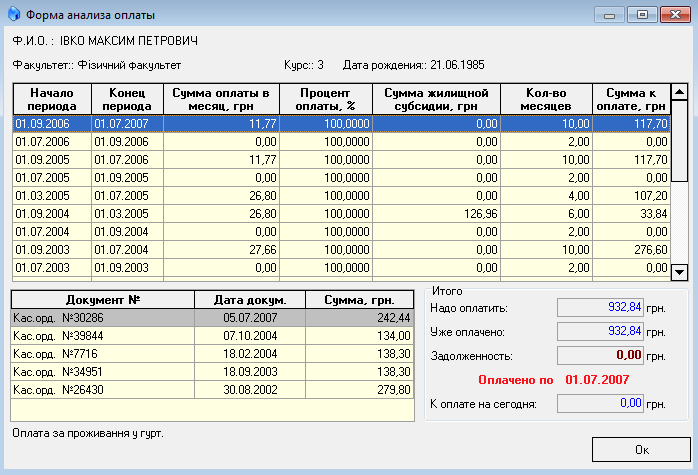 Форма анализа оплаты
Ф.И.О. : ІВКО МАКСИМ ПЕТРОВИЧ
Факультет:: Фізичний факультет Курс:: 3 Дата рождения:: 21.06.1985
Начало периода Конец периода Сумма оплаты в месяц, грн Процент оплаты, % Сумма жилищной субсидии, грн Кол-во месяцев Сумма к оплате, грн
01.09.2006 01.07.2007 11,77 100,0000 0,00 10,00 117,70
01.07.2006 01.09.2006 0,00 100,0000 0,00 2,00 0,00
01.09.2005 01.07.2006 11,77 100,0000 0,00 10,00 117,70
01.07.2005 01.09.2005 0,00 100,0000 0,00 2,00 0,00
01.03.2005 01.07.2005 26,80 100,0000 0,00 4,00 107,20
01.09.2004 01.03.2005 26,80 100,0000 126,96 6,00 33,84
01.07.2004 01.09.2004 0,00 100,0000 0,00 2,00 0,00
01.09.2003 01.07.2004 27,66 100,0000 0,00 10,00 276,60
01.07.2003 01.09.2003 0,00 100,0000 0,00 2,00 0,00
Документ № Дата докум. Сумма, грн.
Кас.орд. №30286 05.07.2007 242,44
Кас.орд. №39844 07.10.2004 134,00
Кас.орд. №7716 18.02.2004 138,30
Кас.орд. №34951 18.09.2003 138,30
Кас.орд. №26430 30.08.2002 279,80
Итого
Надо оплатить: 932,84 грн.
Уже оплачено: 932,84 грн.
Задолженность: 0,00 грн.
Оплачено по 01.07.2007
К оплате на сегодня: 0,00 грн.
Оплата за проживання у гурт.
Ок